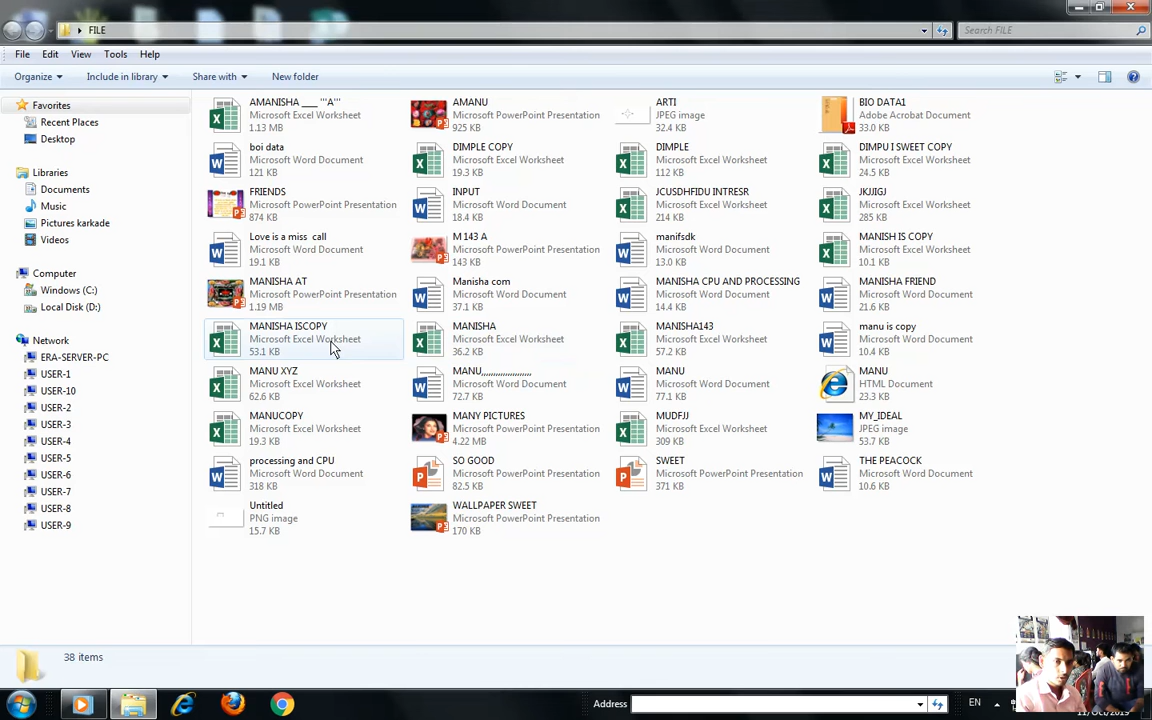 FILE
Search FILE
File Edit View Tools Help
Organize Include in library Share with New folder
Favorites
Recent Places
Desktop
Libraries
Documents
Music
Pictures karkade
Videos
Computer
Windows (C:)
Local Disk (D:)
Network
ERA-SERVER-PC
USER-1
USER-10
USER-2
USER-3
USER-4
USER-5
USER-6
USER-7
USER-8
USER-9
AMANISHA ___ '''A'''
Microsoft Excel Worksheet
1.13 MB
AMANU
Microsoft PowerPoint Presentation
925 KB
ARTI
JPEG image
32.4 KB
BIO DATA1
Adobe Acrobat Document
33.0 KB
boi data
Microsoft Word Document
121 KB
DIMPLE COPY
Microsoft Excel Worksheet
19.3 KB
DIMPLE
Microsoft Excel Worksheet
112 KB
DIMPU I SWEET COPY
Microsoft Excel Worksheet
24.5 KB
FRIENDS
Microsoft PowerPoint Presentation
874 KB
INPUT
Microsoft Word Document
18.4 KB
JCUSDHFIDU INTRESR
Microsoft Excel Worksheet
214 KB
JKJJIGJ
Microsoft Excel Worksheet
285 KB
Love is a miss call
Microsoft Word Document
19.1 KB
M 143 A
Microsoft PowerPoint Presentation
143 KB
manifsdk
Microsoft Word Document
13.0 KB
MANISH IS COPY
Microsoft Excel Worksheet
10.1 KB
MANISHA AT
Microsoft PowerPoint Presentation
1.19 MB
Manisha com
Microsoft Word Document
37.1 KB
MANISHA CPU AND PROCESSING
Microsoft Word Document
14.4 KB
MANISHA FRIEND
Microsoft Word Document
21.6 KB
MANISHA ISCOPY
Microsoft Excel Worksheet
53.1 KB
MANISHA
Microsoft Excel Worksheet
36.2 KB
MANISHA143
Microsoft Excel Worksheet
57.2 KB
manu is copy
Microsoft Word Document
10.4 KB
MANU XYZ
Microsoft Excel Worksheet
62.6 KB
MANU,,,,,,,,,,,,,,,,,,,,,
Microsoft Word Document
72.7 KB
MANU
Microsoft Word Document
77.1 KB
MANU
HTML Document
23.3 KB
MANUCOPY
Microsoft Excel Worksheet
19.3 KB
MANY PICTURES
Microsoft PowerPoint Presentation
4.22 MB
MUDFJJ
Microsoft Excel Worksheet
309 KB
MY_IDEAL
JPEG image
53.7 KB
processing and CPU
Microsoft Word Document
318 KB
SO GOOD
Microsoft PowerPoint Presentation
82.5 KB
SWEET
Microsoft PowerPoint Presentation
371 KB
THE PEACOCK
Microsoft Word Document
10.6 KB
Untitled
PNG image
15.7 KB
WALLPAPER SWEET
Microsoft PowerPoint Presentation
170 KB
38 items
Address
EN